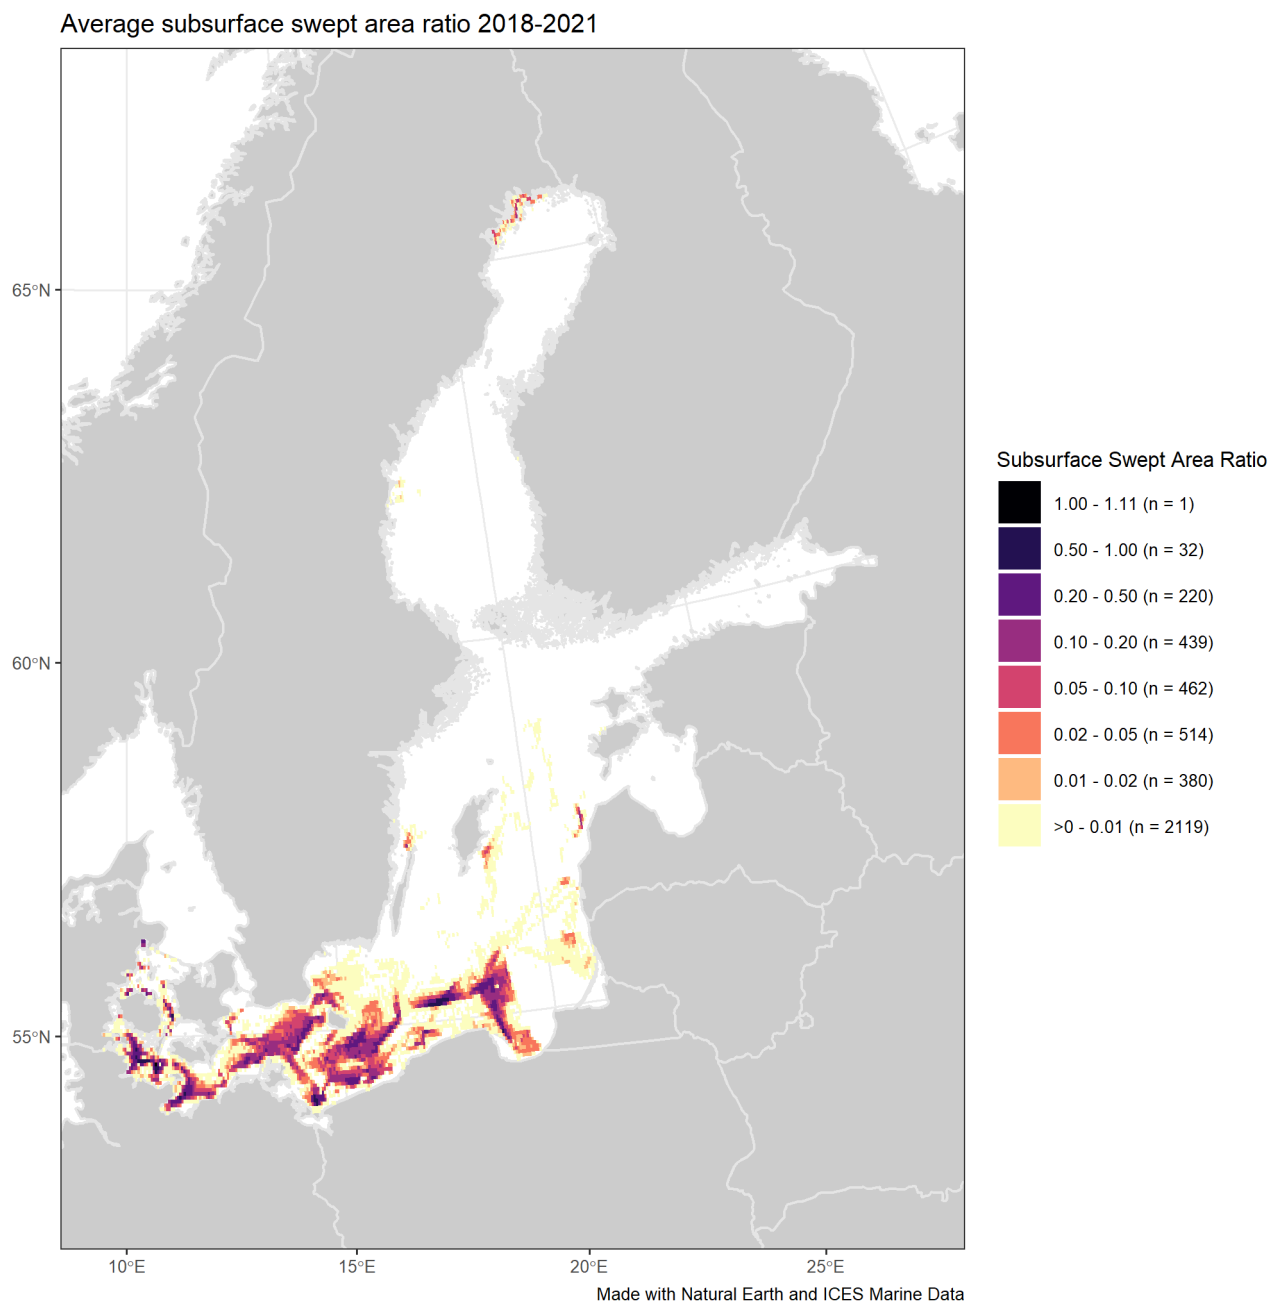 Average subsurface swept area ratio 2018-2021
65°N
60°N
55°N
10°E
15°E
20°E
25°E
Subsurface Swept Area Ratio
1.00 - 1.11 (n = 1)
0.50 - 1.00 (n = 32)
0.20 - 0.50 (n = 220)
0.10 - 0.20 (n = 439)
0.05 - 0.10 (n = 462)
0.02 - 0.05 (n = 514)
0.01 - 0.02 (n = 380)
>0 - 0.01 (n = 2119)
Made with Natural Earth and ICES Marine Data